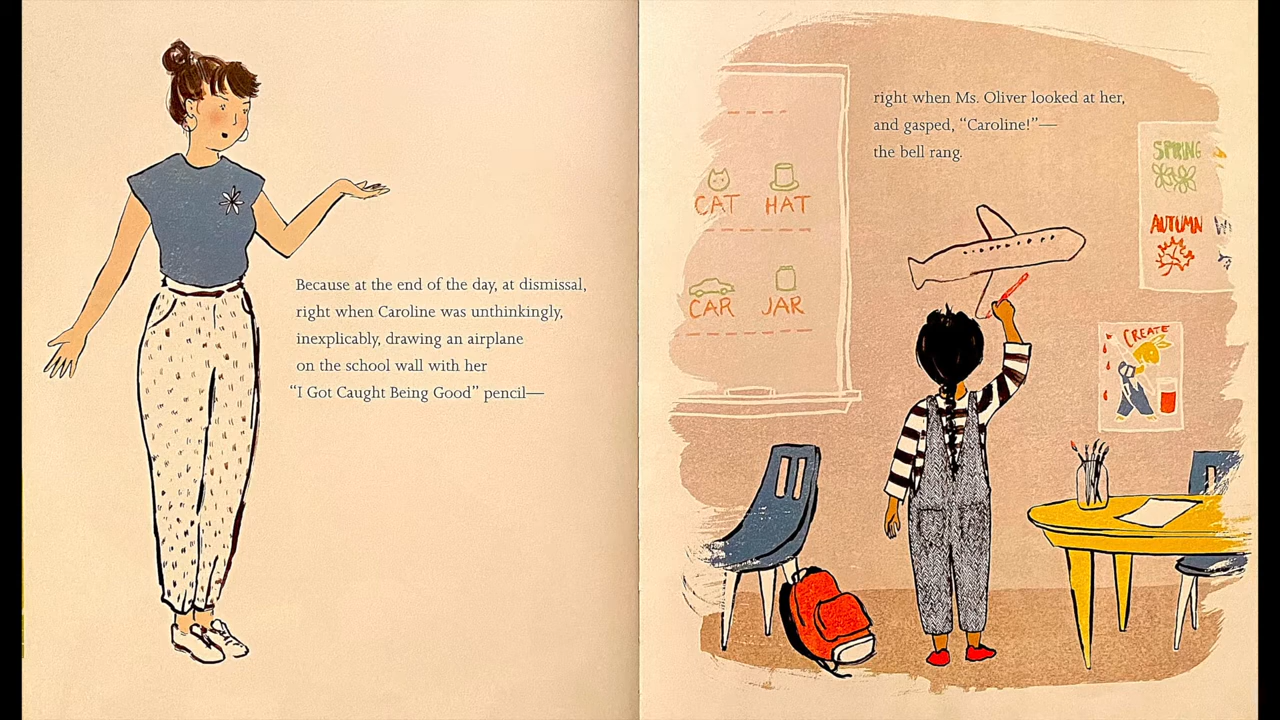 Because at the end of the day, at dismissal,
right when Caroline was unthinkingly,
inexplicably, drawing an airplane
on the school wall with her
“I Got Caught Being Good” pencil—
right when Ms. Oliver looked at her,
and gasped, “Caroline!”—
the bell rang.
CAT HAT
CAR JAR
SPRING
AUTUMN
CREATE